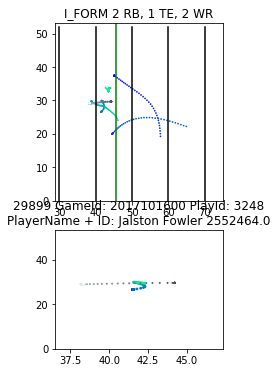 I_FORM 2 RB, 1 TE, 2 WR
50
40
30
20
10
0
30 40 50 60 70
29899 GameId: 2017101600 PlayId: 3248
PlayerName + ID: Jalston Fowler 2552464.0
40
20
0
37.5 40.0 42.5 45.0